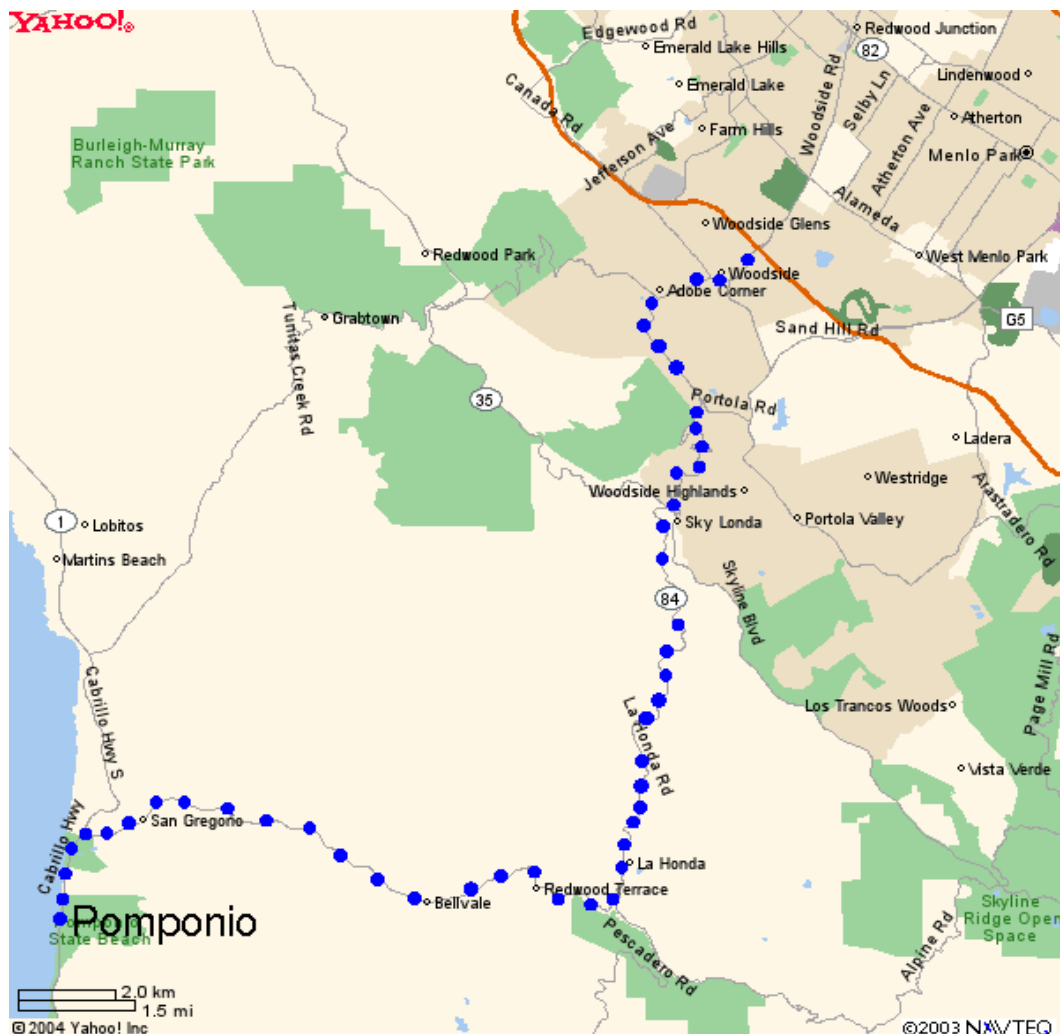 YAHOO!
Edgewood Rd
Redwood Junction
Emerald Lake Hills
82
Woodside Rd
Selby Ln
Lindenwood
Emerald Lake
Canada Rd
Atherton Ave
Atherton
Farm Hills
Jefferson Ave
Burleigh-Murray
Ranch State Park
Menlo Park
Alameda
Woodside Glens
Redwood Park
West Menlo Park
Woodside
Adobe Corner
Tunitas Creek Rd
Grabtown
Sand Hill Rd
G5
35
Portola Rd
Ladera
Westridge
Woodside Highlands
Arastradero Rd
1
Lobitos
Sky Londa
Portola Valley
Martins Beach
Skyline Blvd
84
Page Mill Rd
Cabrillo Hwy S
La Honda Rd
Los Trancos Woods
Vista Verde
Cabrillo Hwy
San Gregorio
La Honda
Redwood Terrace
Bellvale
Pomponio
State Beach
Pescadero Rd
Alpine Rd
Skyline
Ridge Open
Space
2.0 km
1.5 mi
©2004 Yahoo! Inc
©2003 NAVTEQ